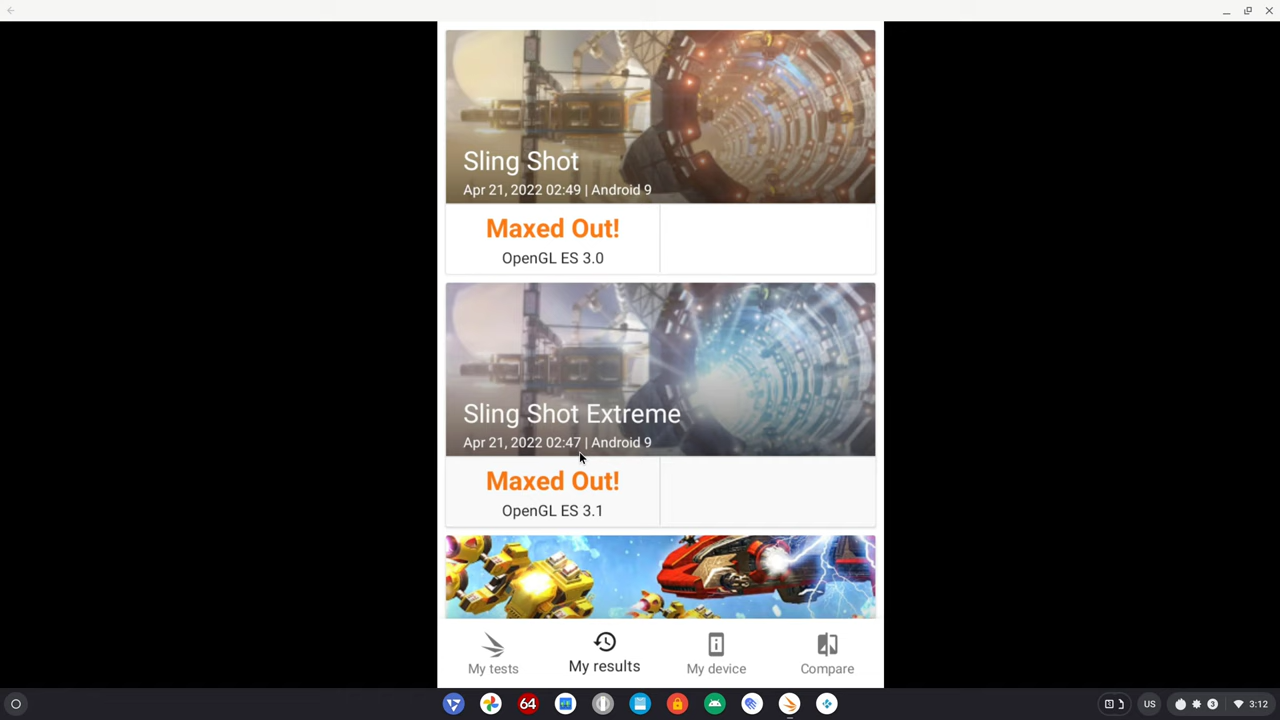 Sling Shot
Apr 21, 2022 02:49 | Android 9
Maxed Out!
OpenGL ES 3.0
Sling Shot Extreme
Apr 21, 2022 02:47 | Android 9
Maxed Out!
OpenGL ES 3.1
My tests
My results
My device
Compare
64
US
3
3:12